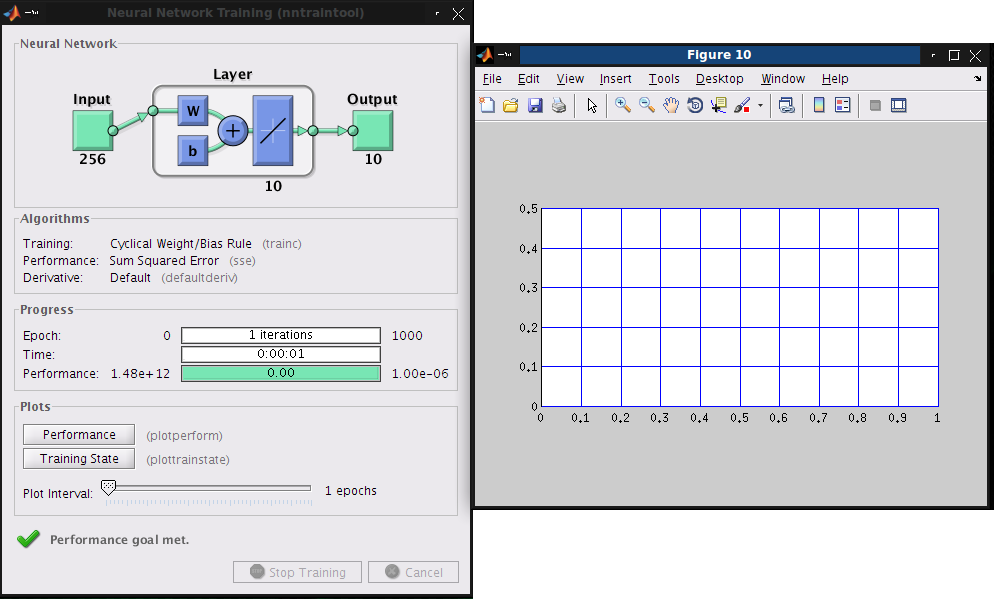 Neural Network Training (nntraintool)
Neural Network
Layer
Input
Output
W
b
256
10
10
Algorithms
Training: Cyclical Weight/Bias Rule (trainc)
Performance: Sum Squared Error (sse)
Derivative: Default (defaultderiv)
Progress
Epoch: 0 1 iterations 1000
Time: 0:00:01
Performance: 1.48e+12 0.00 1.00e-06
Plots
Performance (plotperform)
Training State (plottrainstate)
Plot Interval: 1 epochs
Performance goal met.
Stop Training Cancel
Figure 10
File Edit View Insert Tools Desktop Window Help
0.5
0.4
0.3
0.2
0.1
0
0 0.1 0.2 0.3 0.4 0.5 0.6 0.7 0.8 0.9 1